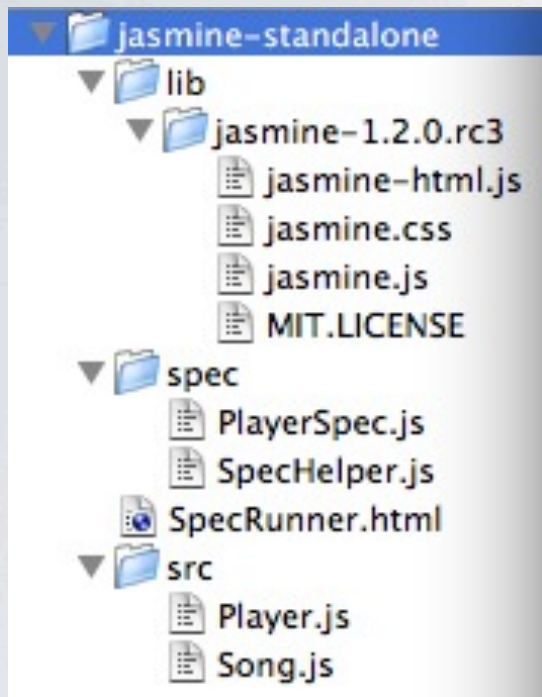 jasmine-standalone
lib
jasmine-1.2.0.rc3
jasmine-html.js
jasmine.css
jasmine.js
MIT.LICENSE
spec
PlayerSpec.js
SpecHelper.js
SpecRunner.html
src
Player.js
Song.js